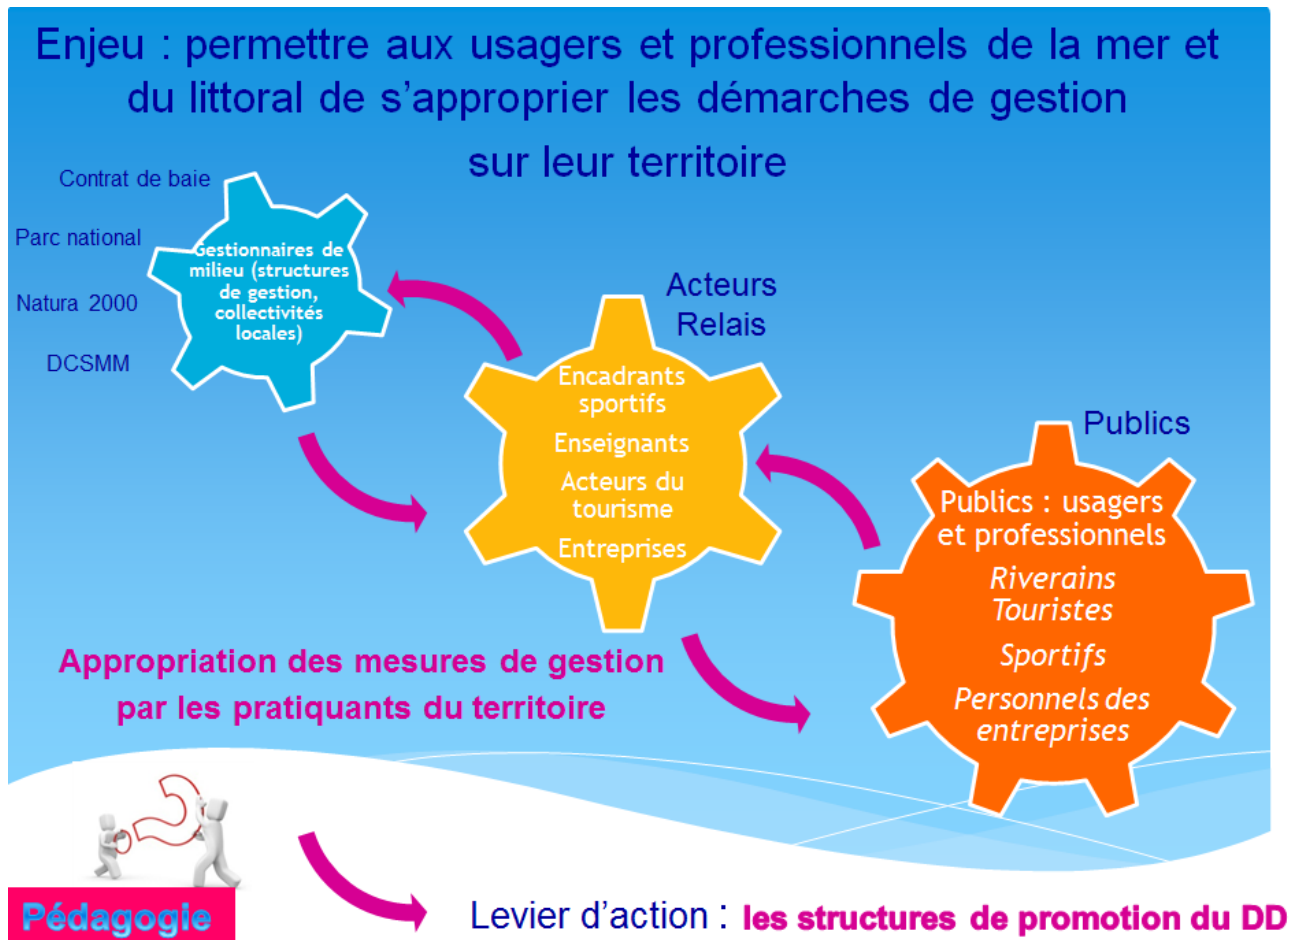 Enjeu : permettre aux usagers et professionnels de la mer et
du littoral de s’approprier les démarches de gestion
sur leur territoire
Contrat de baie
Parc national
Natura 2000
DCSMM
Gestionnaires de
milieu (structures
de gestion,
collectivités
locales)
Acteurs
Relais
Encadrants
sportifs
Enseignants
Acteurs du
tourisme
Entreprises
Publics
Publics : usagers
et professionnels
Riverains
Touristes
Sportifs
Personnels des
entreprises
Appropriation des mesures de gestion
par les pratiquants du territoire
Pédagogie
Levier d’action : les structures de promotion du DD